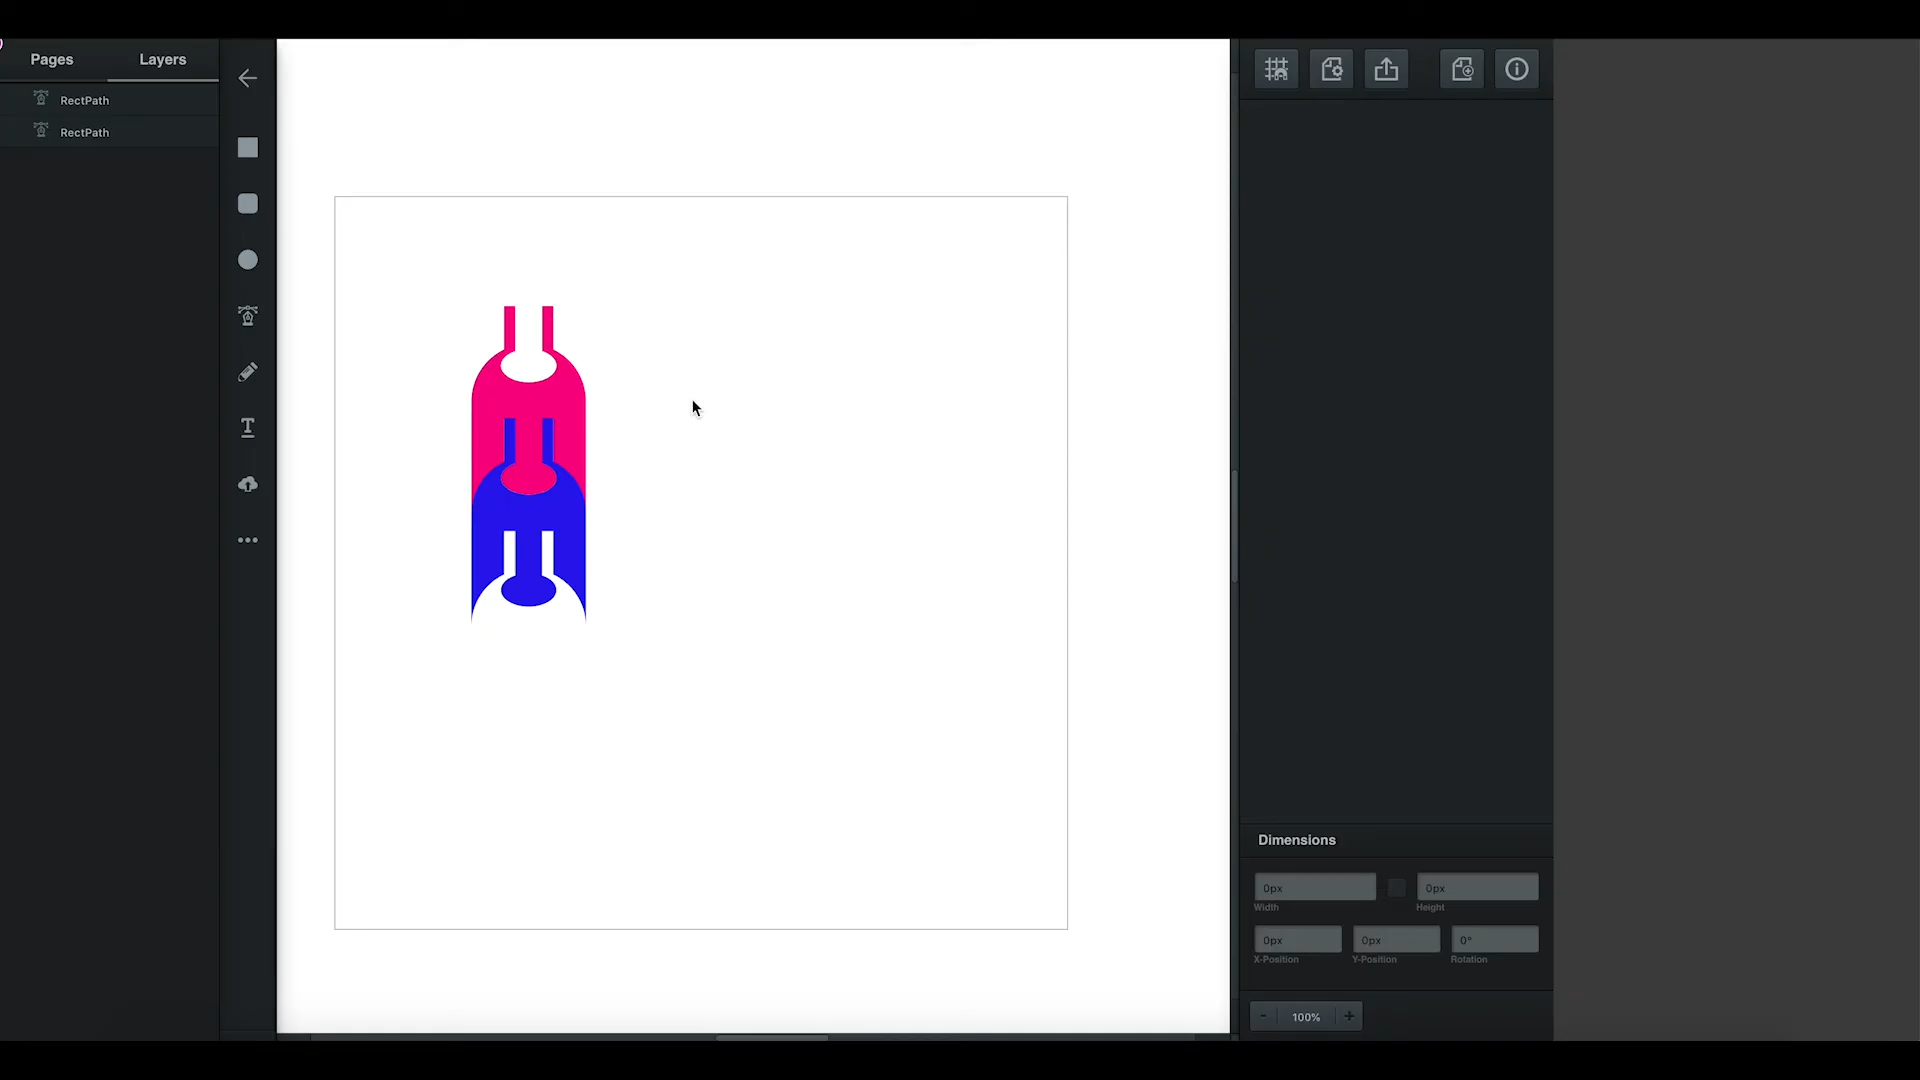 Pages
Layers
RectPath
RectPath
T
Dimensions
0px
0px
Width
Height
0px
0px
0°
X-Position
Y-Position
Rotation
-
100%
+